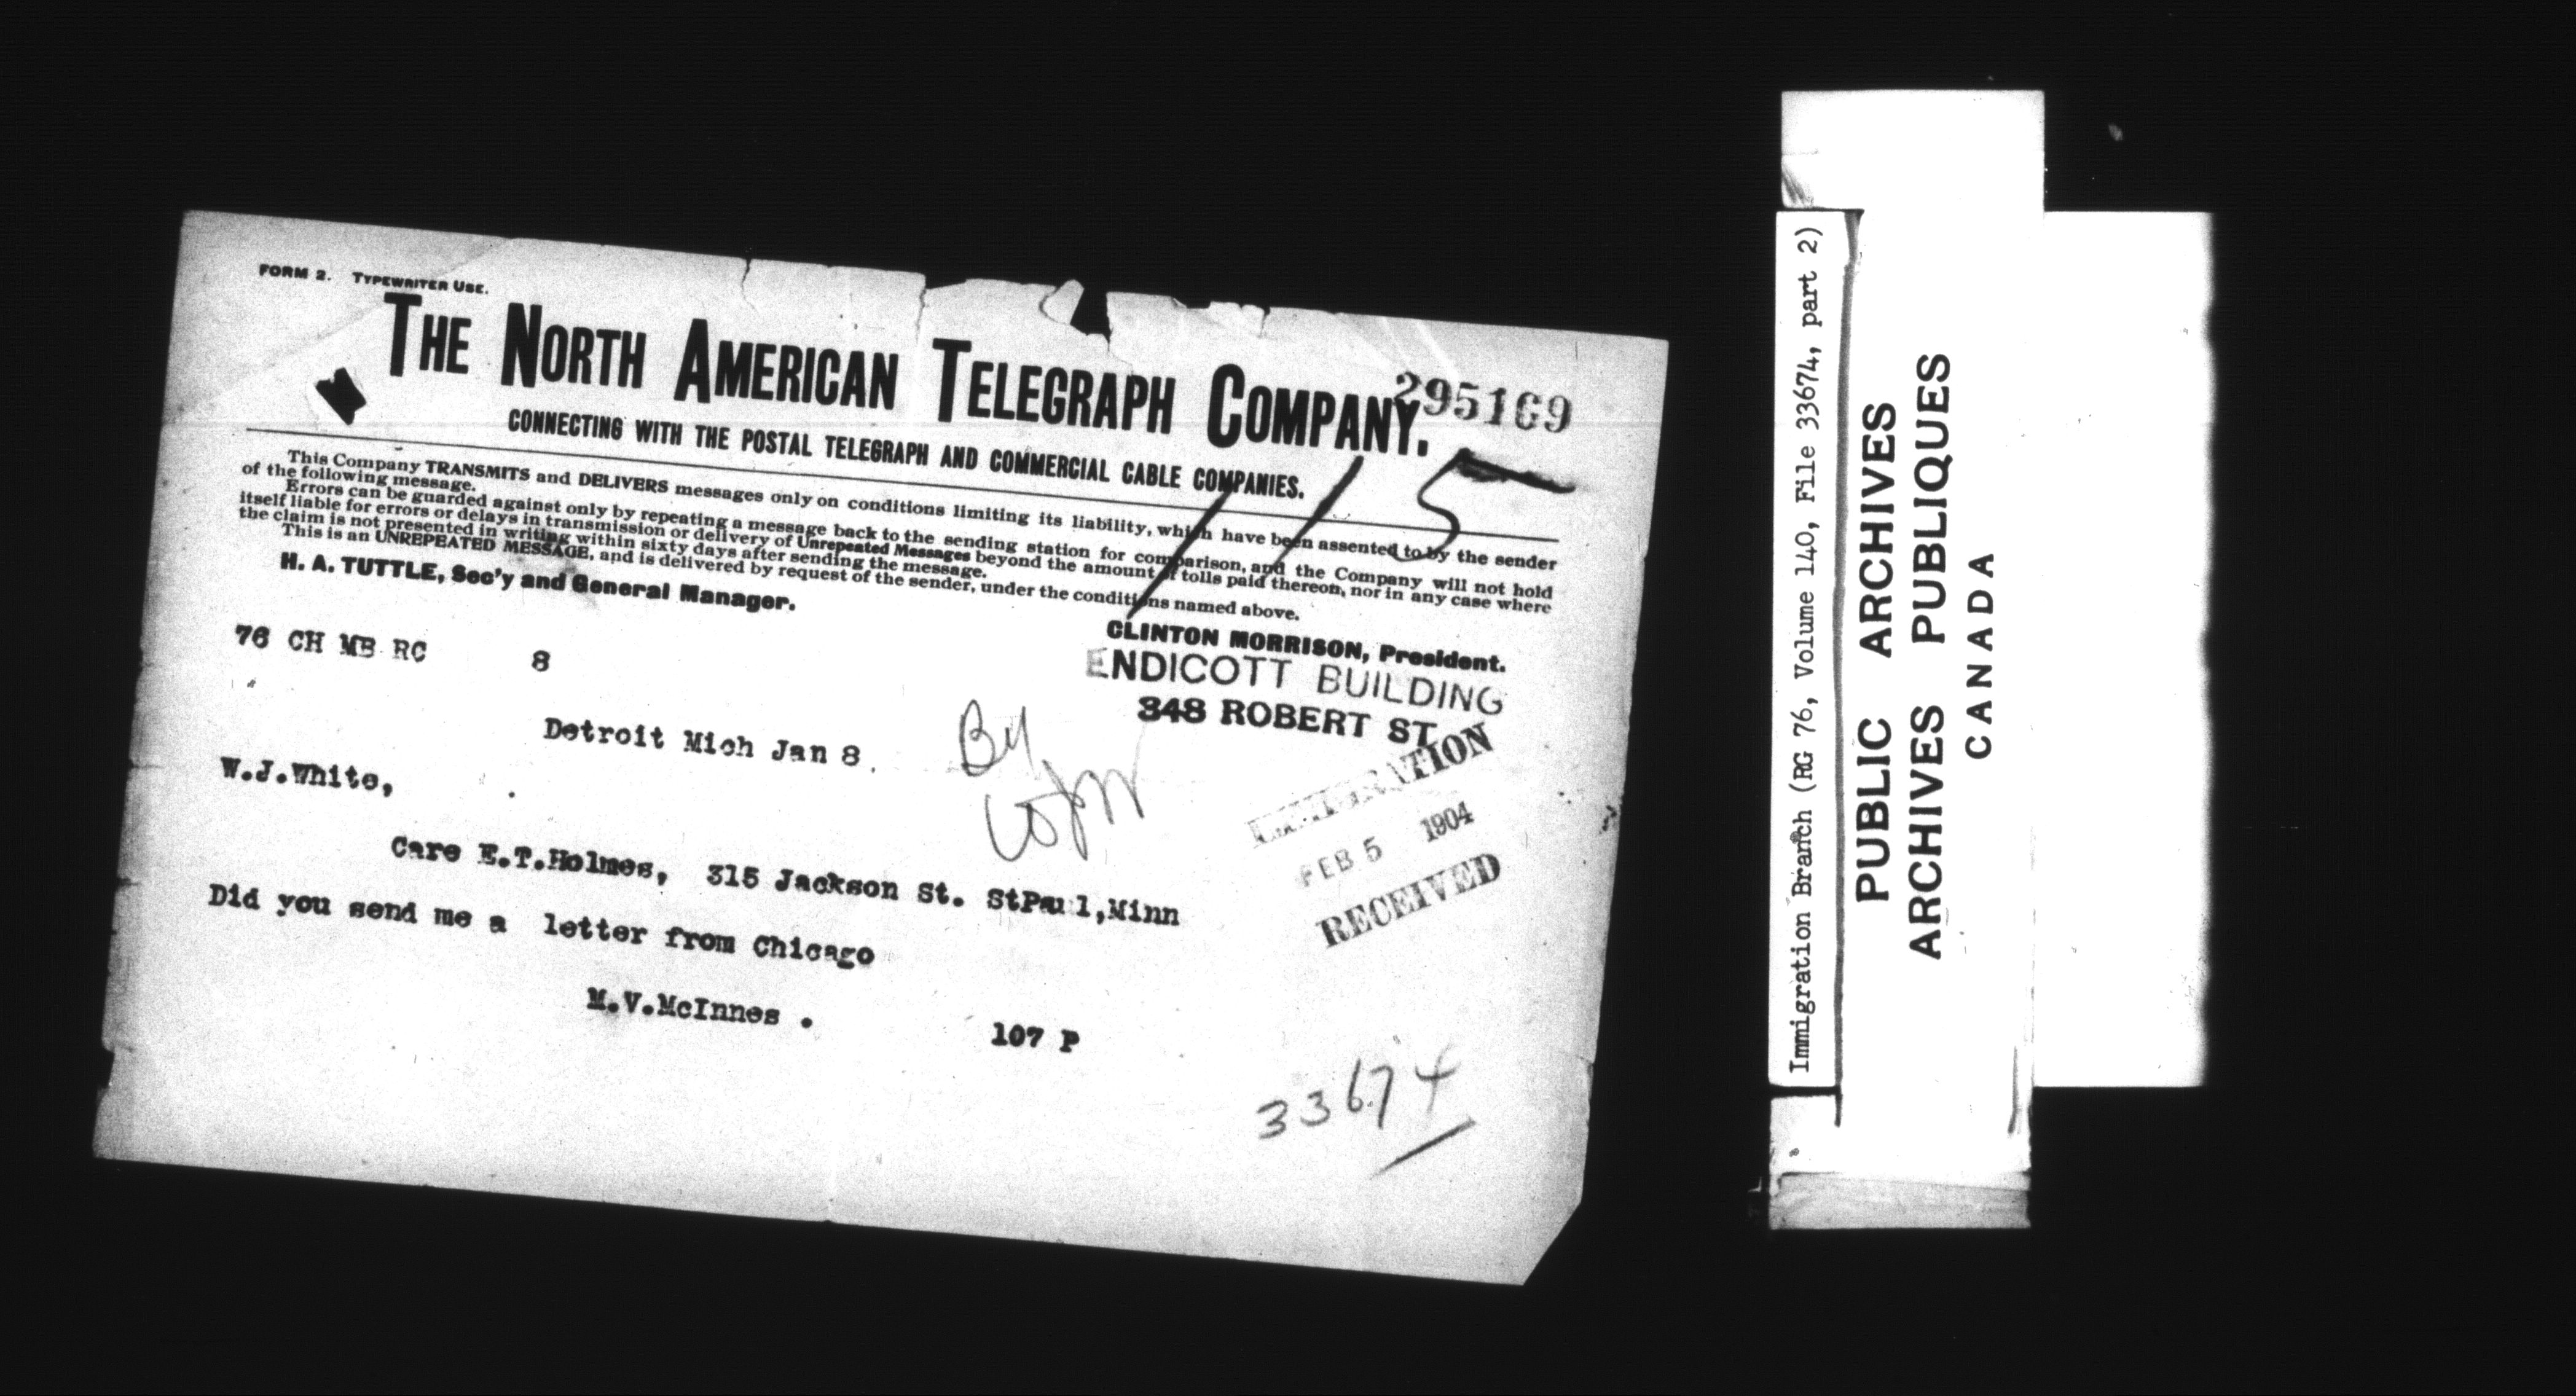 FORM 2. TYPEWRITER USE.
THE NORTH AMERICAN TELEGRAPH COMPANY.
295169
CONNECTING WITH THE POSTAL TELEGRAPH AND COMMERCIAL CABLE COMPANIES.
This Company TRANSMITS and DELIVERS messages only on conditions limiting its liability, which have been assented to by the sender
of the following message.
Errors can be guarded against only by repeating a message back to the sending station for comparison, and the Company will not hold
itself liable for errors or delays in transmission or delivery of Unrepeated Messages beyond the amount of tolls paid thereon, nor in any case where
the claim is not presented in writing within sixty days after sending the message.
This is an UNREPEATED MESSAGE, and is delivered by request of the sender, under the conditions named above.
H. A. TUTTLE, Sec'y and General Manager.
CLINTON MORRISON, President.
ENDICOTT BUILDING
348 ROBERT ST
76 CH MB RC 8
Detroit Mich Jan 8.
By
W.J.White,
IMMIGRATION
FEB 5 1904
RECEIVED
Care E.T.Holmes, 315 Jackson St. StPaul,Minn
Did you send me a letter from Chicago
M.V.McInnes .
107 P
33674
Immigration Branch (RG 76, Volume 140, File 33674, part 2)
PUBLIC ARCHIVES
ARCHIVES PUBLIQUES
CANADA